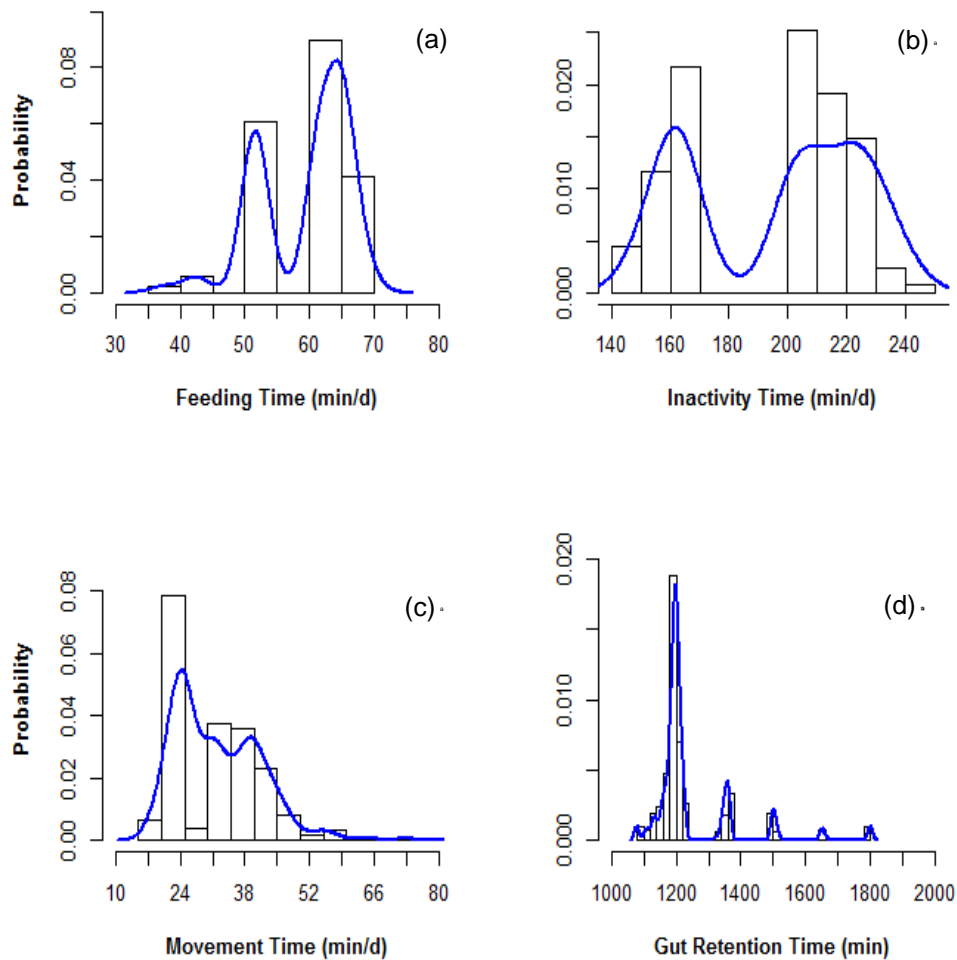 (a)
Probability
0.00 0.04 0.08
30 40 50 60 70 80
Feeding Time (min/d)
(b)
0.000 0.010 0.020
140 160 180 200 220 240
Inactivity Time (min/d)
(c)
Probability
0.00 0.02 0.04 0.06 0.08
10 24 38 52 66 80
Movement Time (min/d)
(d)
0.000 0.010 0.020
1000 1200 1400 1600 1800 2000
Gut Retention Time (min)